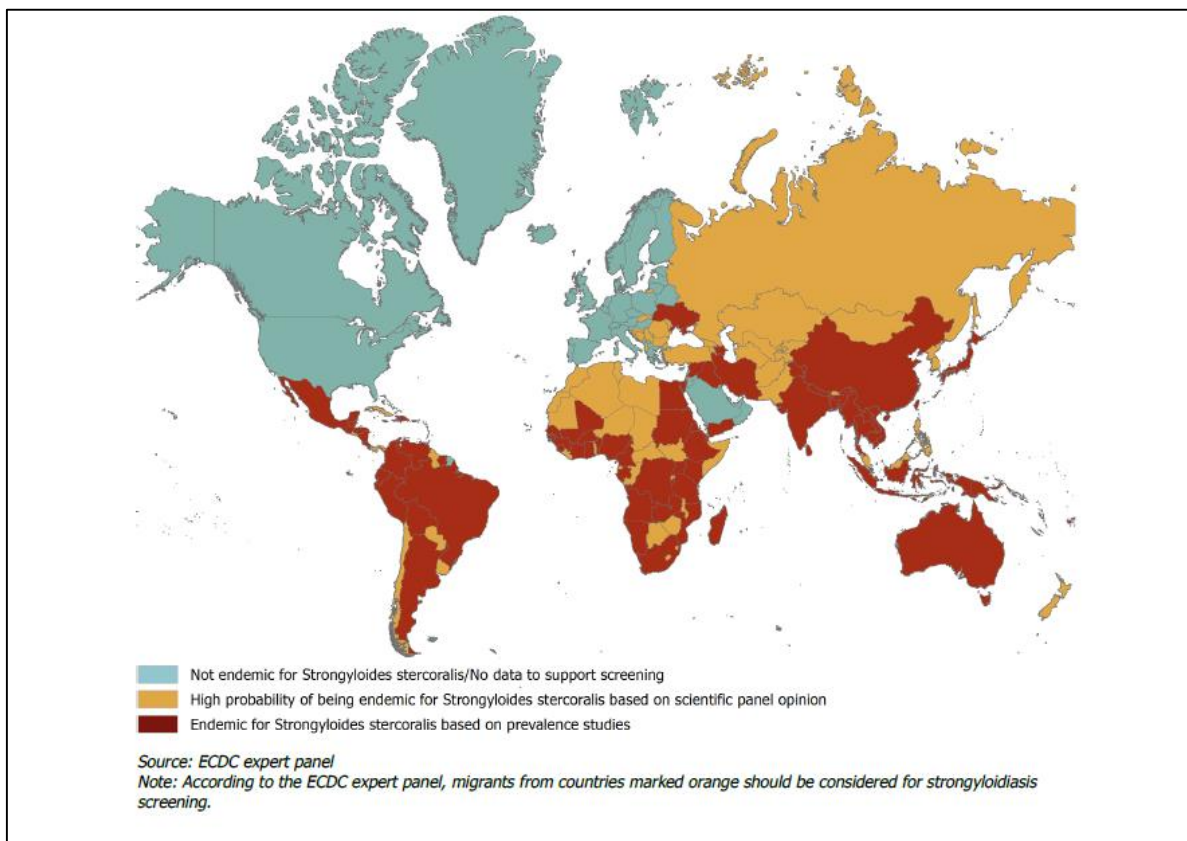 Not endemic for Strongyloides stercoralis/No data to support screening
High probability of being endemic for Strongyloides stercoralis based on scientific panel opinion
Endemic for Strongyloides stercoralis based on prevalence studies
Source: ECDC expert panel
Note: According to the ECDC expert panel, migrants from countries marked orange should be considered for strongyloidiasis
screening.